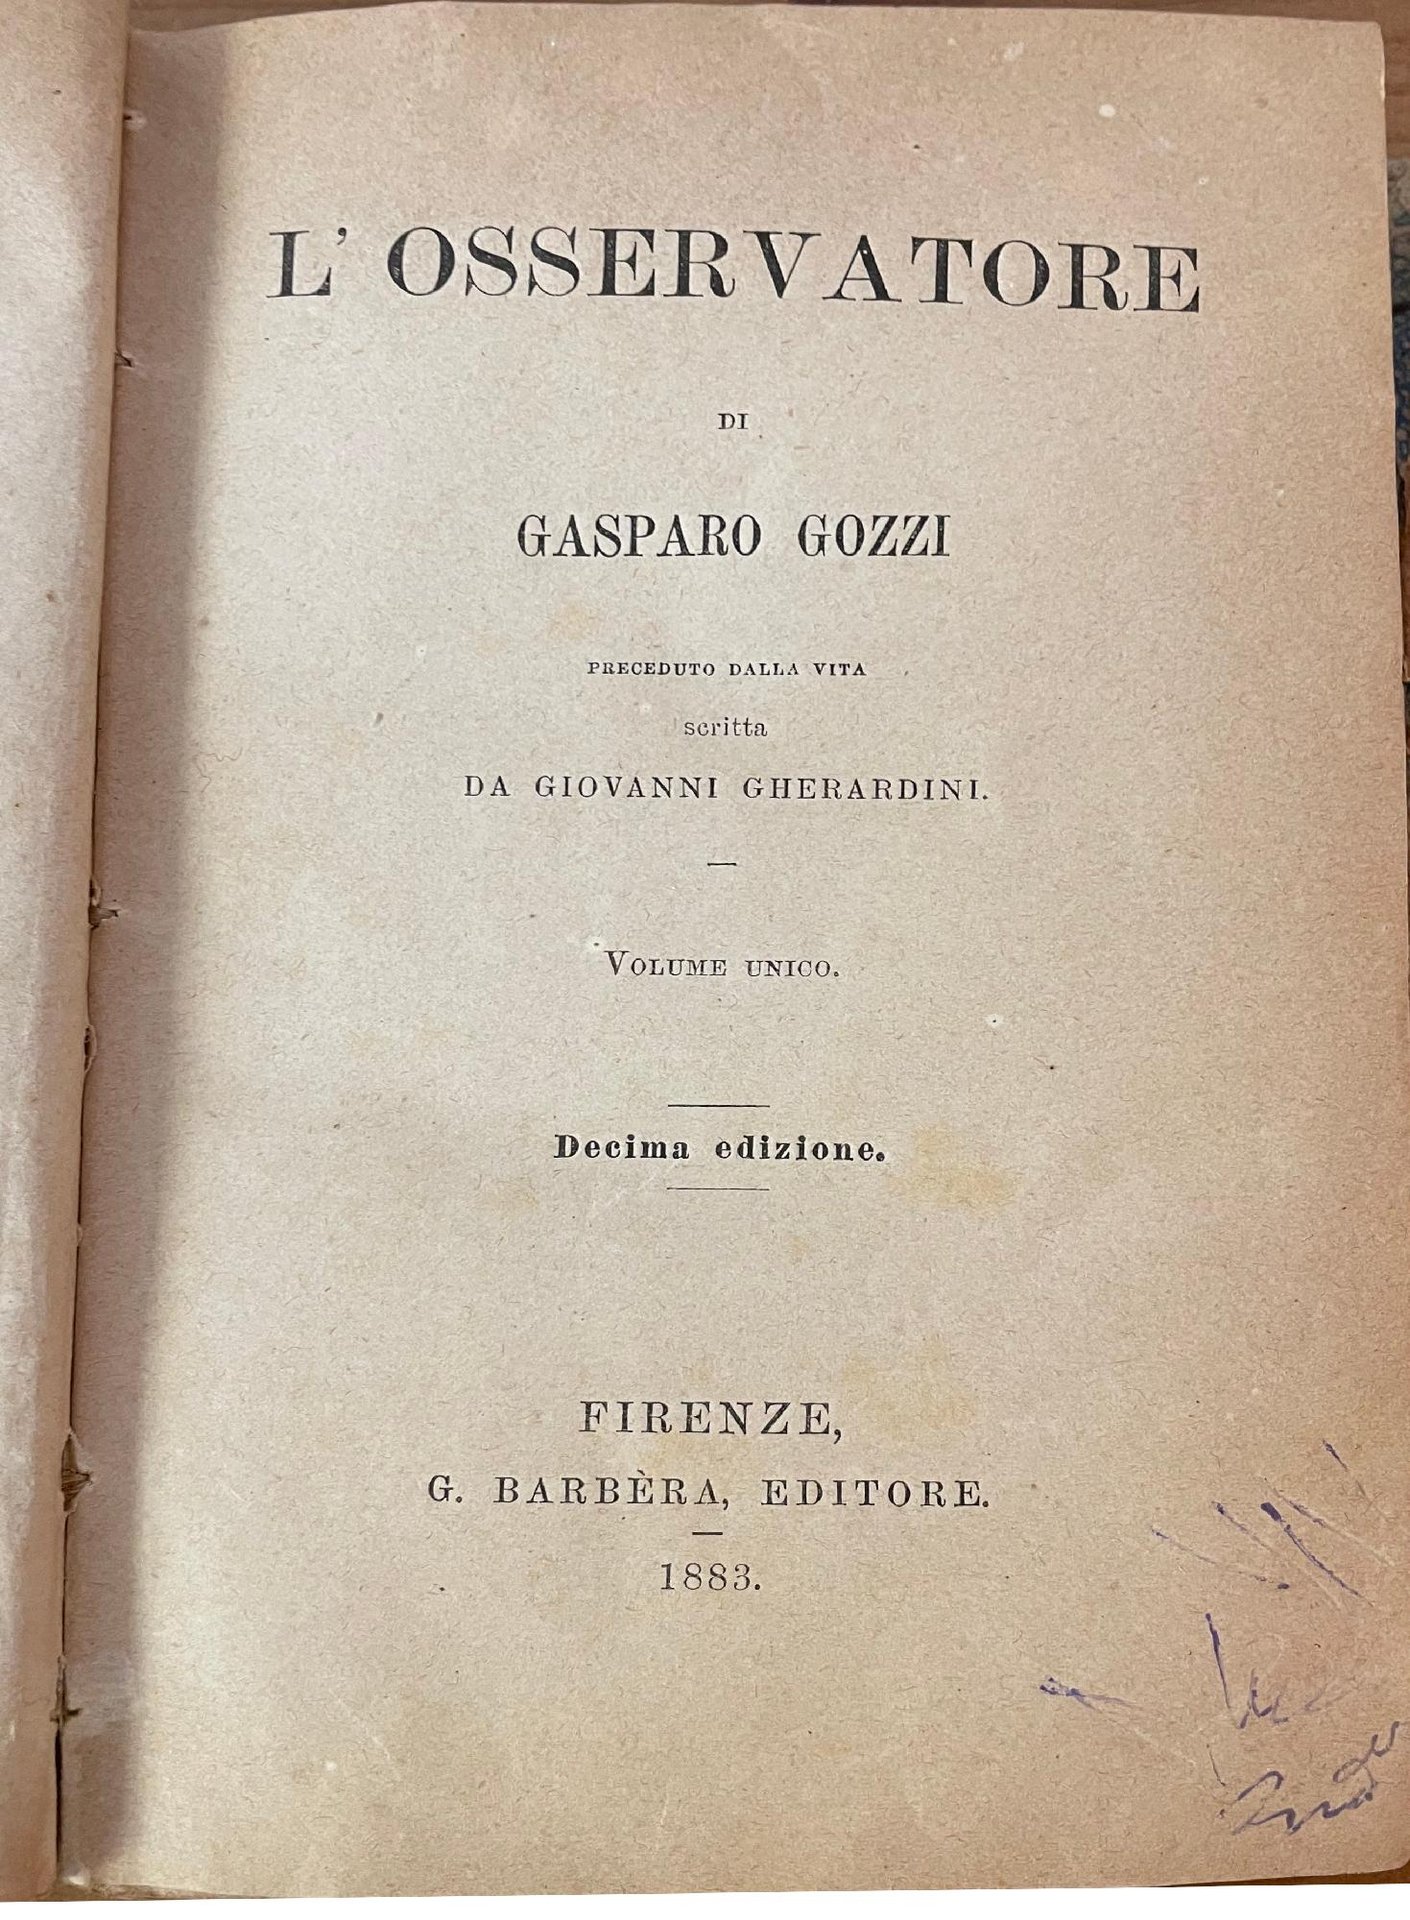 L' OSSERVATORE
DI
GASPARO GOZZI
PRECEDUTO DALLA VITA
scritta
DA GIOVANNI GHERARDINI.
VOLUME UNICO.
Decima edizione.
FIRENZE,
G. BARBÈRA, EDITORE.
1883.